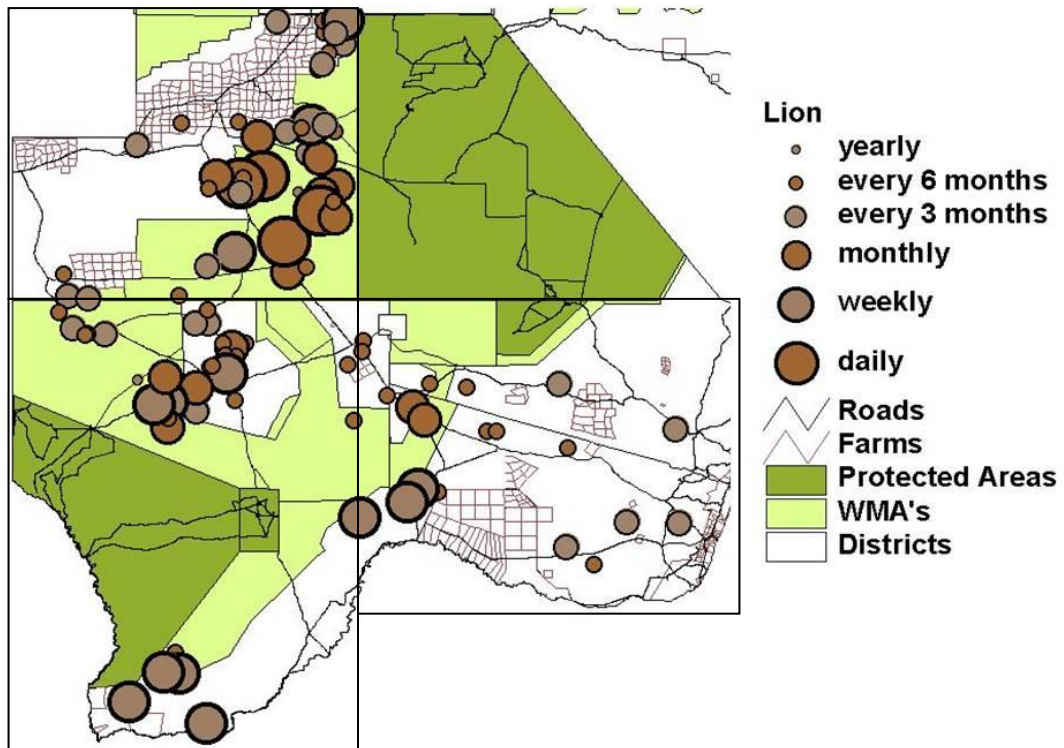 Lion
yearly
every 6 months
every 3 months
monthly
weekly
daily
Roads
Farms
Protected Areas
WMA's
Districts